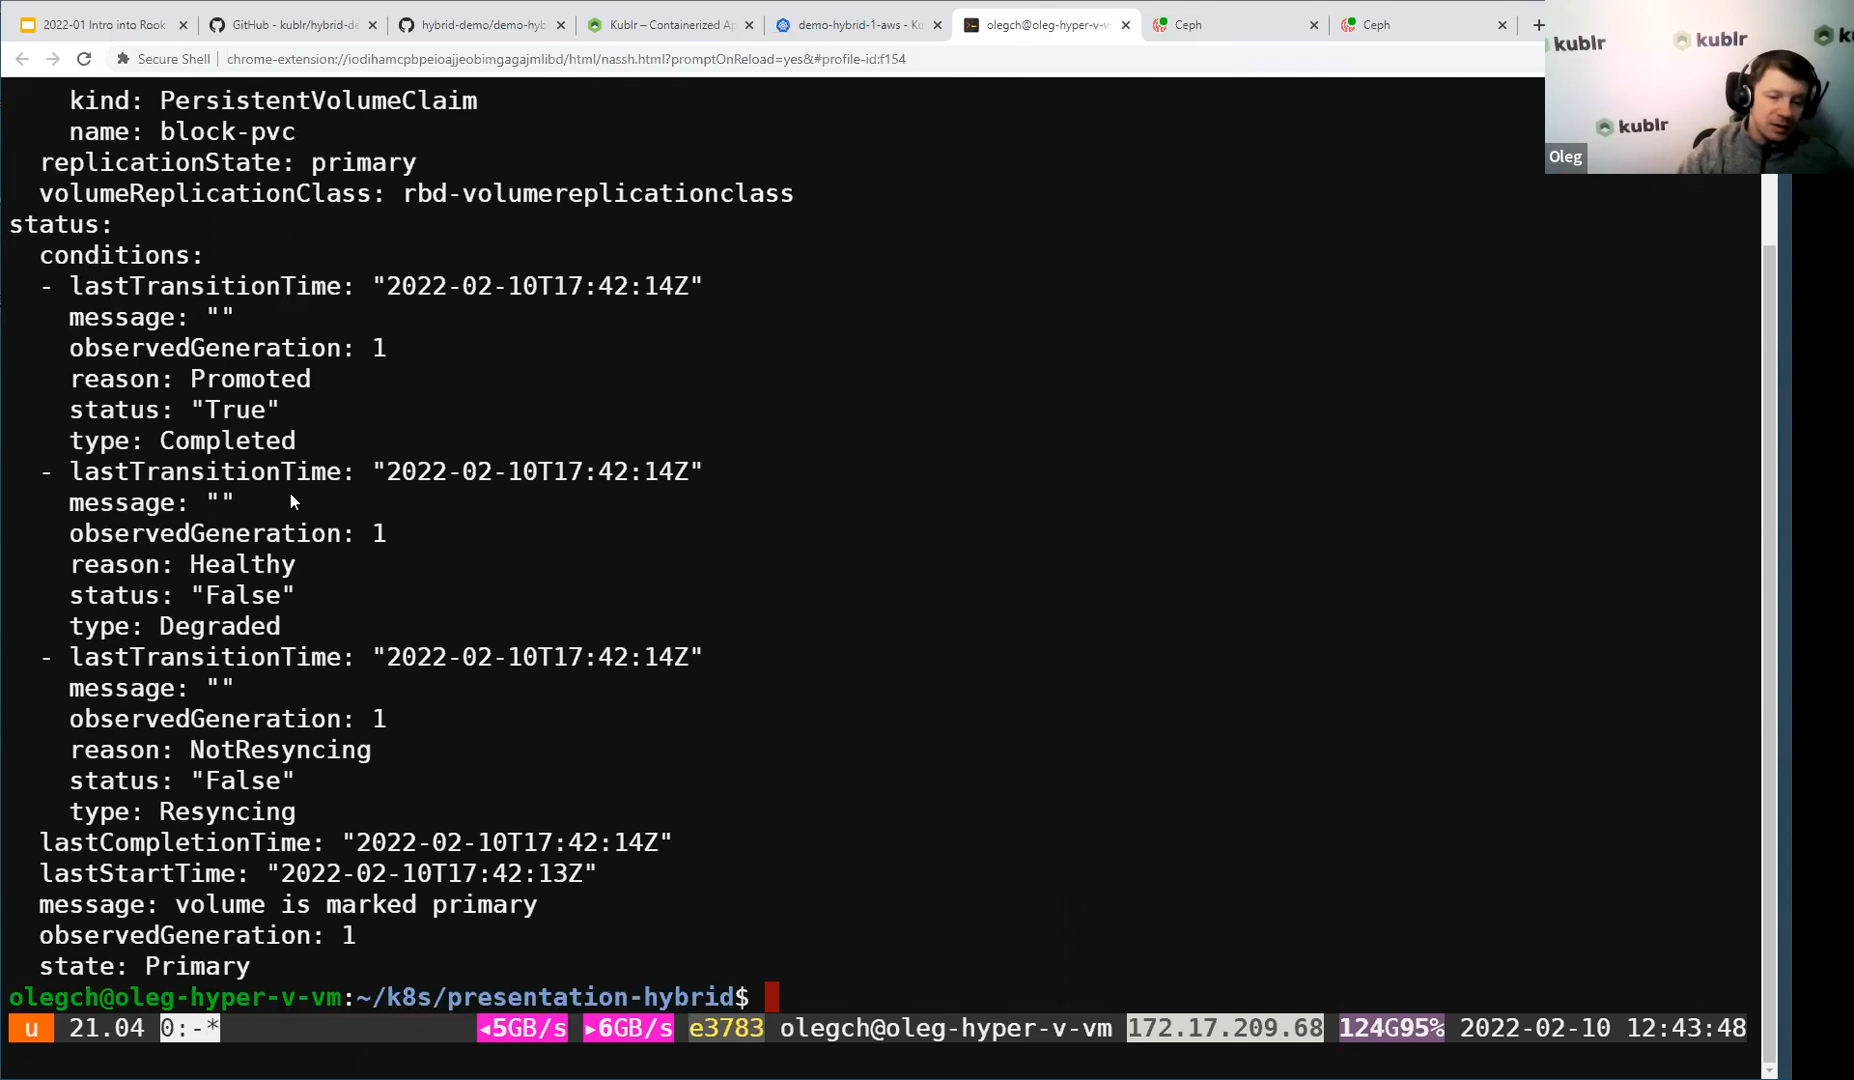 2022-01 Intro into Rook
GitHub - kublr/hybrid-de
hybrid-demo/demo-hyb
Kublr – Containerized Ap
demo-hybrid-1-aws - Ku
olegch@oleg-hyper-v-v
Ceph
Ceph
Secure Shell
chrome-extension://iodihamcpbpeioajjeobimgagajmlibd/html/nassh.html?promptOnReload=yes&#profile-id:f154
kublr
kublr
kublr
kublr
Oleg
kind: PersistentVolumeClaim
name: block-pvc
replicationState: primary
volumeReplicationClass: rbd-volumereplicationclass
status:
conditions:
- lastTransitionTime: "2022-02-10T17:42:14Z"
message: ""
observedGeneration: 1
reason: Promoted
status: "True"
type: Completed
- lastTransitionTime: "2022-02-10T17:42:14Z"
message: ""
observedGeneration: 1
reason: Healthy
status: "False"
type: Degraded
- lastTransitionTime: "2022-02-10T17:42:14Z"
message: ""
observedGeneration: 1
reason: NotResyncing
status: "False"
type: Resyncing
lastCompletionTime: "2022-02-10T17:42:14Z"
lastStartTime: "2022-02-10T17:42:13Z"
message: volume is marked primary
observedGeneration: 1
state: Primary
olegch@oleg-hyper-v-vm:~/k8s/presentation-hybrid$
u 21.04 0:-* ◂5GB/s ▸6GB/s e3783 olegch@oleg-hyper-v-vm 172.17.209.68 124G95% 2022-02-10 12:43:48